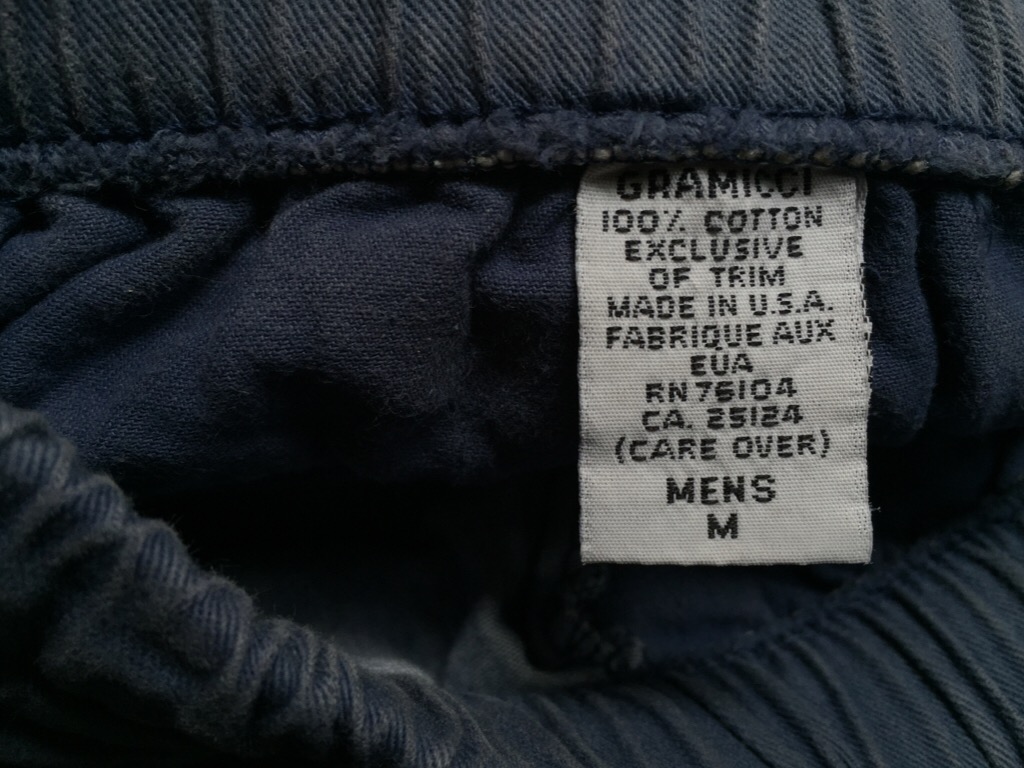 GRAMICCI
100% COTTON
EXCLUSIVE
OF TRIM
MADE IN U.S.A.
FABRIQUE AUX
EUA
RN 76104
CA. 25124
(CARE OVER)
MENS
M